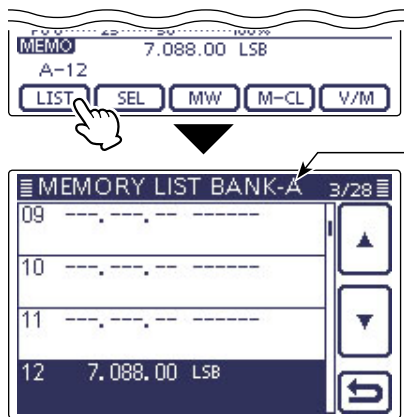 MEMO 7.088.00 LSB
A-12
LIST SEL MW M-CL V/M
MEMORY LIST BANK-A 3/28
09 ---.---.-- ------
10 ---.---.-- ------
11 ---.---.-- ------
12 7.088.00 LSB